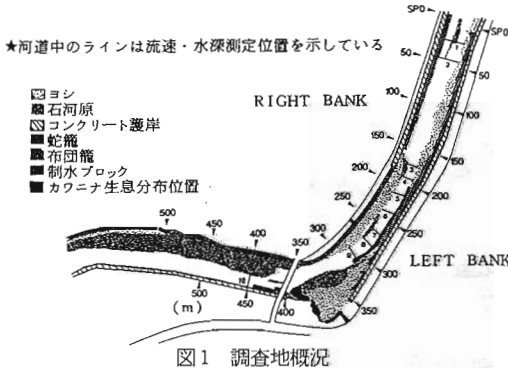 ★河道中のラインは流速・水深測定位置を示している
ヨシ
石河原
コンクリート護岸
蛇籠
布団籠
制水ブロック
カワニナ生息分布位置
RIGHT BANK
LEFT BANK
SP0
50
100
150
200
250
300
350
400
450
500
SP0
50
100
150
200
250
300
350
400
450
500
(m)
図1 調査地概況